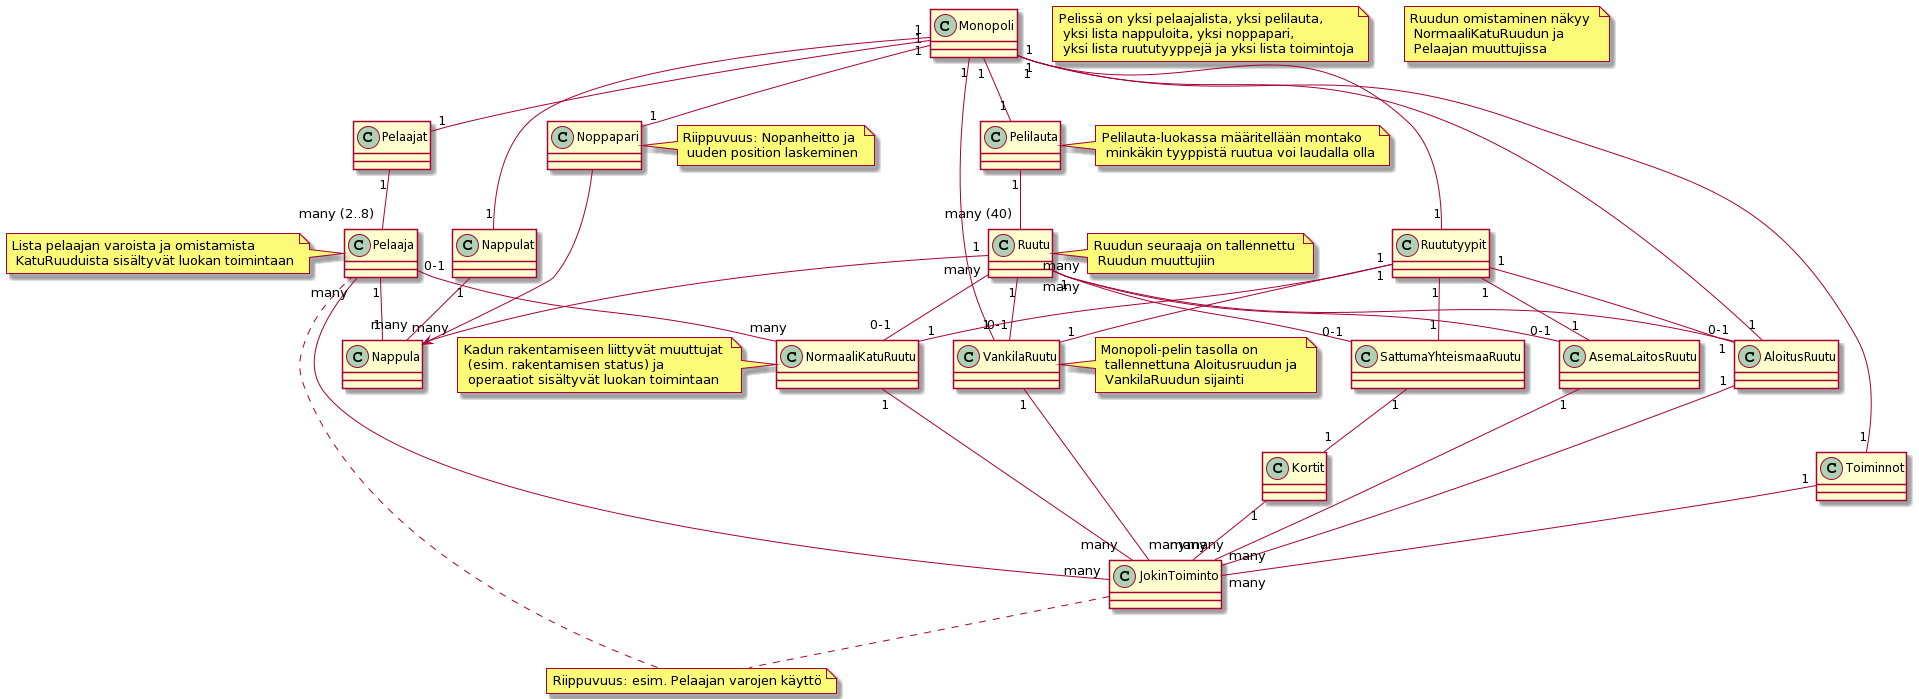 C Monopoli
Pelissä on yksi pelaajalista, yksi pelilauta,
yksi lista nappuloita, yksi noppapari,
yksi lista ruututyyppejä ja yksi lista toimintoja
Ruudun omistaminen näkyy
NormaaliKatuRuudun ja
Pelaajan muuttujissa
1
1
1
1
1
1
1
1
1
1
1
C Pelaajat
C Noppapari
Riippuvuus: Nopanheitto ja
uuden position laskeminen
C Pelilauta
Pelilauta-luokassa määritellään montako
minkäkin tyyppistä ruutua voi laudalla olla
1
1
many (2..8)
1
many (40)
1
Lista pelaajan varoista ja omistamista
KatuRuuduista sisältyvät luokan toimintaan
C Pelaaja
C Nappulat
C Ruutu
Ruudun seuraaja on tallennettu
Ruudun muuttujiin
C Ruututyypit
0-1
1
many
many
many
1
1
1
many
1
1
1
1
1
1
many
1
many
many
0-1
1
1
0-1
1
0-1
1
0-1
1
0-1
1
1
C Nappula
Kadun rakentamiseen liittyvät muuttujat
(esim. rakentamisen status) ja
operaatiot sisältyvät luokan toimintaan
C NormaaliKatuRuutu
C VankilaRuutu
Monopoli-pelin tasolla on
tallennettuna Aloitusruudun ja
VankilaRuudun sijainti
C SattumaYhteismaaRuutu
C AsemaLaitosRuutu
C AloitusRuutu
1
1
1
1
1
1
1
C Kortit
C Toiminnot
1
1
many
many
many
many
many
many
many
C JokinToiminto
Riippuvuus: esim. Pelaajan varojen käyttö